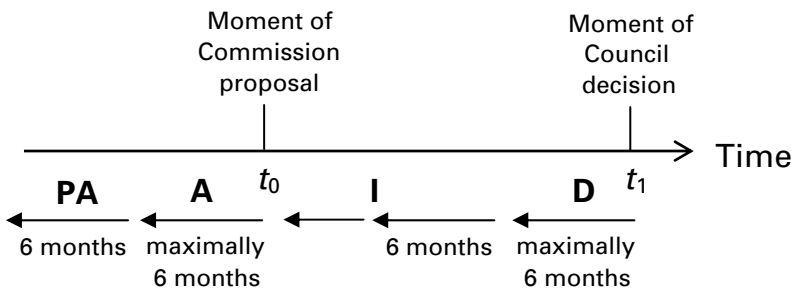 Moment of
Commission
proposal
Moment of
Council
decision
Time
PA
A
t0
I
D
t1
6 months
maximally
6 months
6 months
maximally
6 months